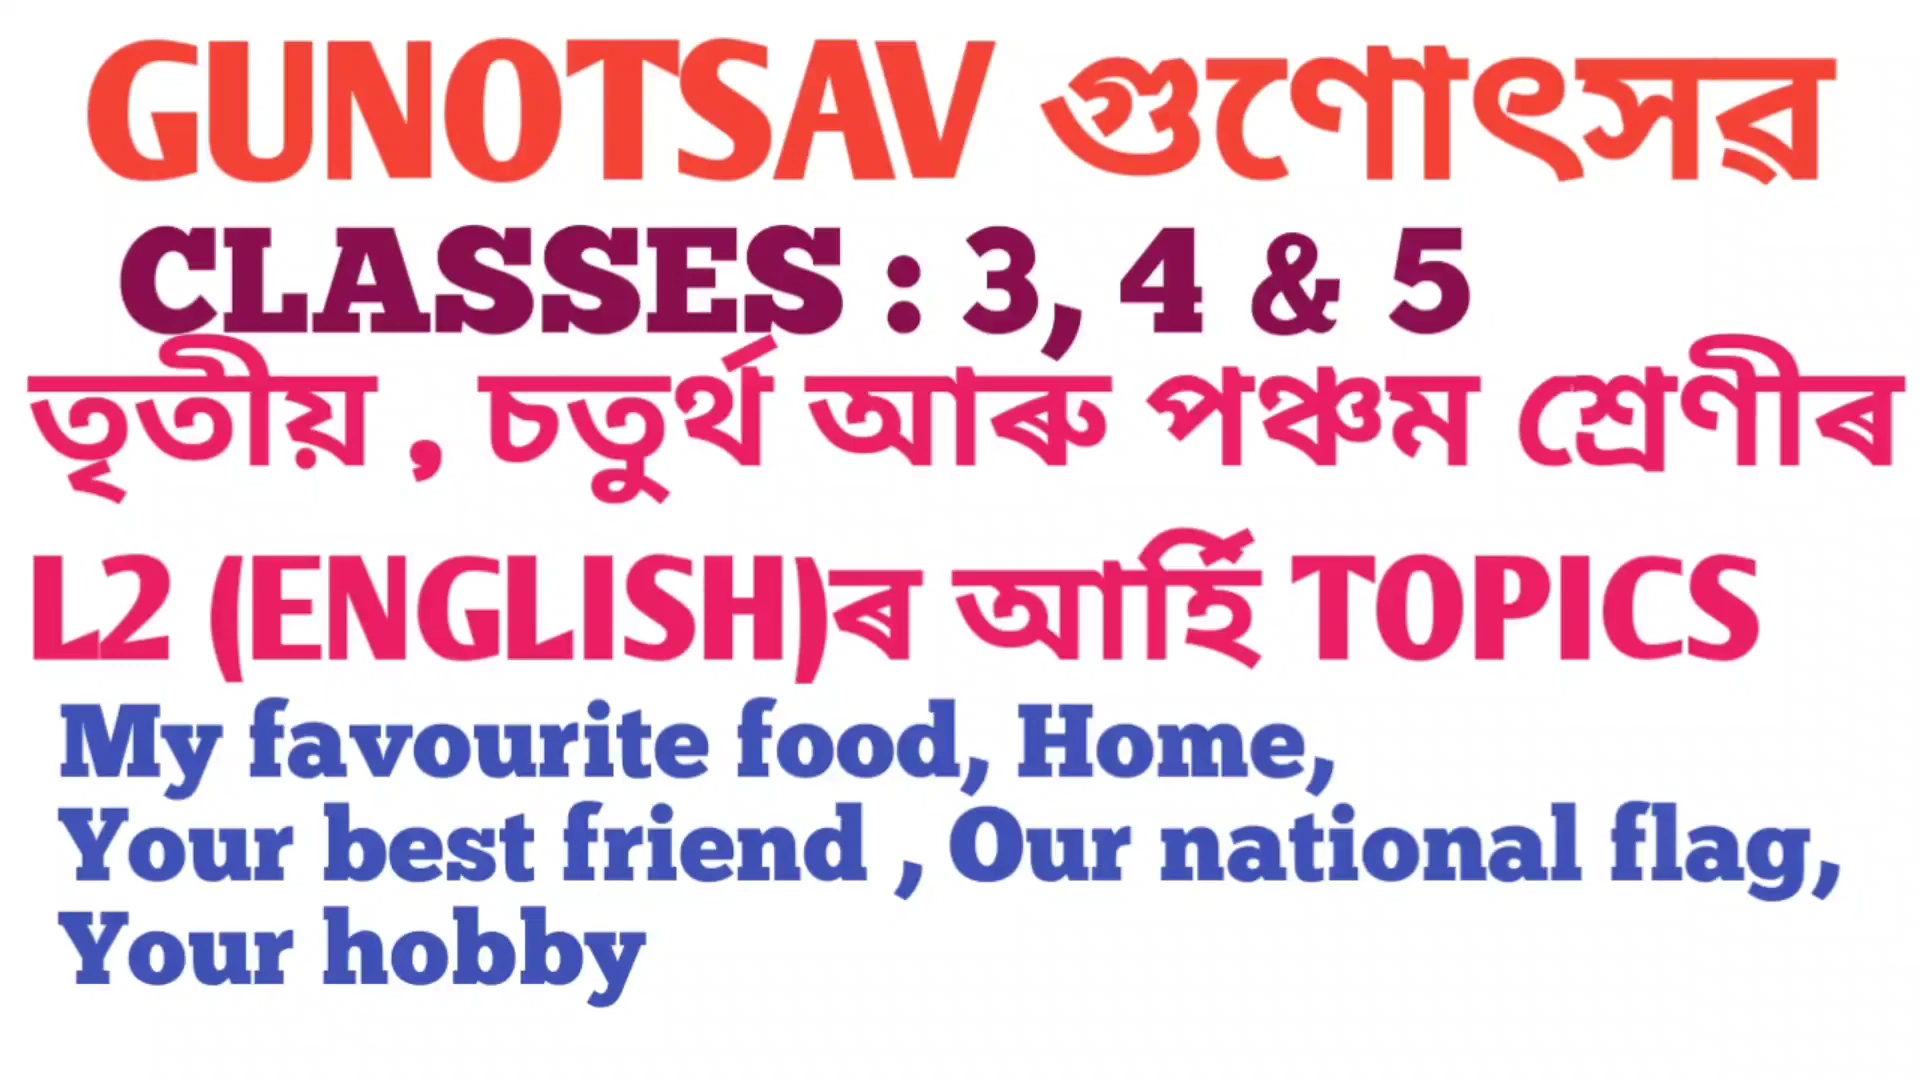 GUNOTSAV গুণোৎসৱ
CLASSES : 3, 4 & 5
তৃতীয় , চতুৰ্থ আৰু পঞ্চম শ্ৰেণীৰ
L2 (ENGLISH)ৰ আৰ্হি TOPICS
My favourite food, Home,
Your best friend , Our national flag,
Your hobby